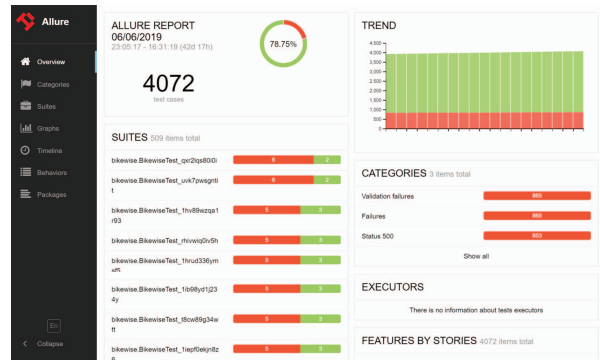 Allure
Overview
Categories
Suites
Graphs
Timeline
Behaviors
Packages
En
Collapse
ALLURE REPORT
06/06/2019
23:05:17 - 16:31:19 (42d 17h)
78.75%
4072
test cases
SUITES 509 items total
bikewise.BikewiseTest_qxr2lqs80i0i
6 2
bikewise.BikewiseTest_uvk7pwsgnti
t
6 2
bikewise.BikewiseTest_1hv89wzqa1
r93
5 3
bikewise.BikewiseTest_rhivwiq0iv5h
5 3
bikewise.BikewiseTest_1hrud336ym
5 3
bikewise.BikewiseTest_1ib98yd1j23
4y
5 3
bikewise.BikewiseTest_t8cw89g34w
tt
5 3
bikewise.BikewiseTest_1iepf0ekjn8z
5 3
TREND
4,500
4,000
3,500
3,000
2,500
2,000
1,500
1,000
500
0
CATEGORIES 3 items total
Validation failures
865
Failures
865
Status 500
853
Show all
EXECUTORS
There is no information about tests executors
FEATURES BY STORIES 4072 items total